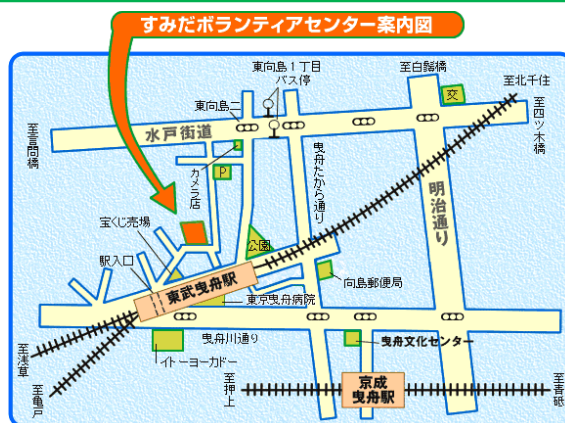 すみだボランティアセンター案内図
東向島1丁目
バス停
至白鬚橋
至北千住
交
東向島二
至四ツ木橋
水戸街道
至言問橋
カメラ店
P
曳舟たから通り
明治通り
宝くじ売場
公園
駅入口
東武曳舟駅
向島郵便局
東京曳舟病院
曳舟川通り
曳舟文化センター
至浅草
イトーヨーカドー
至亀戸
至押上
京成
曳舟駅
至青砥